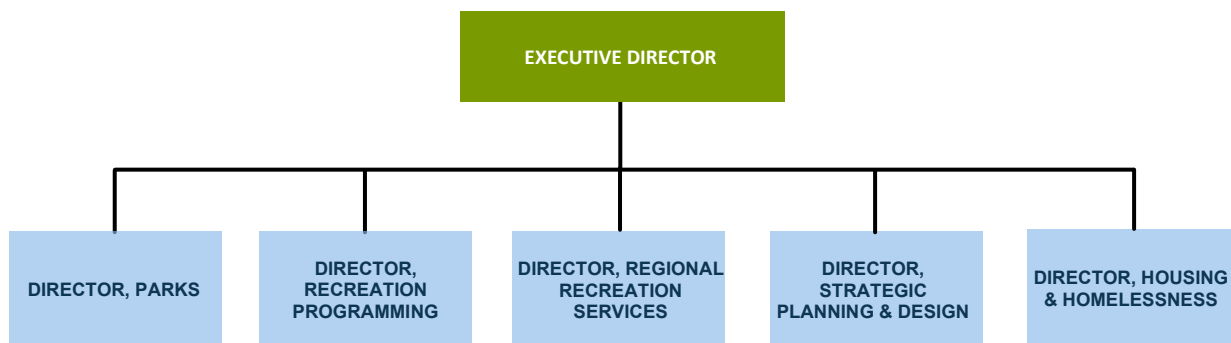 EXECUTIVE DIRECTOR
DIRECTOR, PARKS
DIRECTOR,
RECREATION
PROGRAMMING
DIRECTOR, REGIONAL
RECREATION
SERVICES
DIRECTOR,
STRATEGIC
PLANNING & DESIGN
DIRECTOR, HOUSING
& HOMELESSNESS